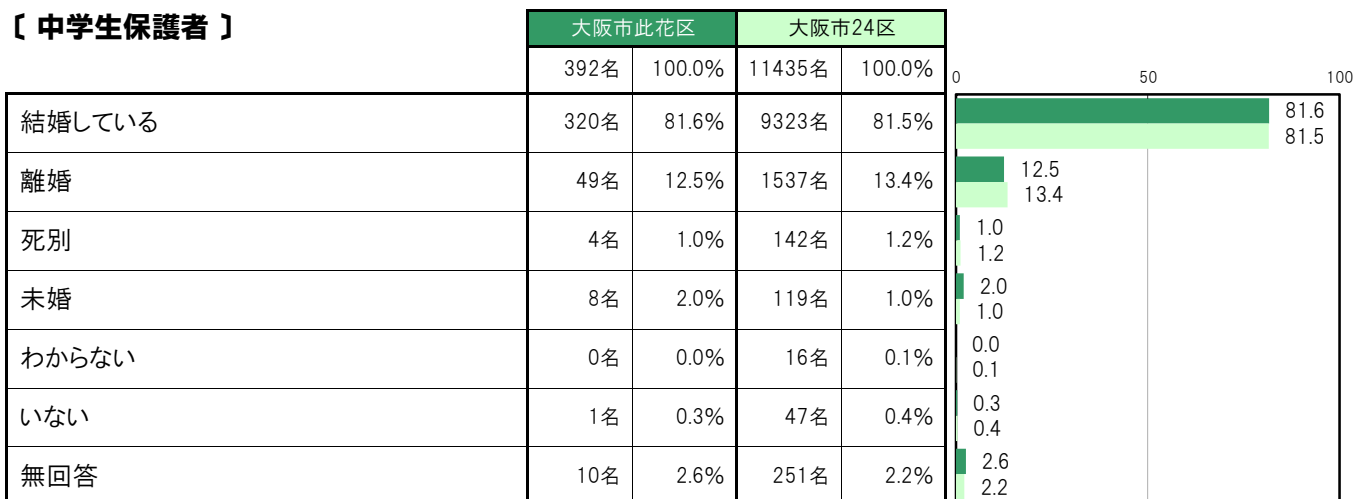 〔 中学生保護者 〕
大阪市此花区 大阪市24区
392名 100.0% 11435名 100.0%
0 50 100
結婚している 320名 81.6% 9323名 81.5%
81.6
81.5
離婚 49名 12.5% 1537名 13.4%
12.5
13.4
死別 4名 1.0% 142名 1.2%
1.0
1.2
未婚 8名 2.0% 119名 1.0%
2.0
1.0
わからない 0名 0.0% 16名 0.1%
0.0
0.1
いない 1名 0.3% 47名 0.4%
0.3
0.4
無回答 10名 2.6% 251名 2.2%
2.6
2.2